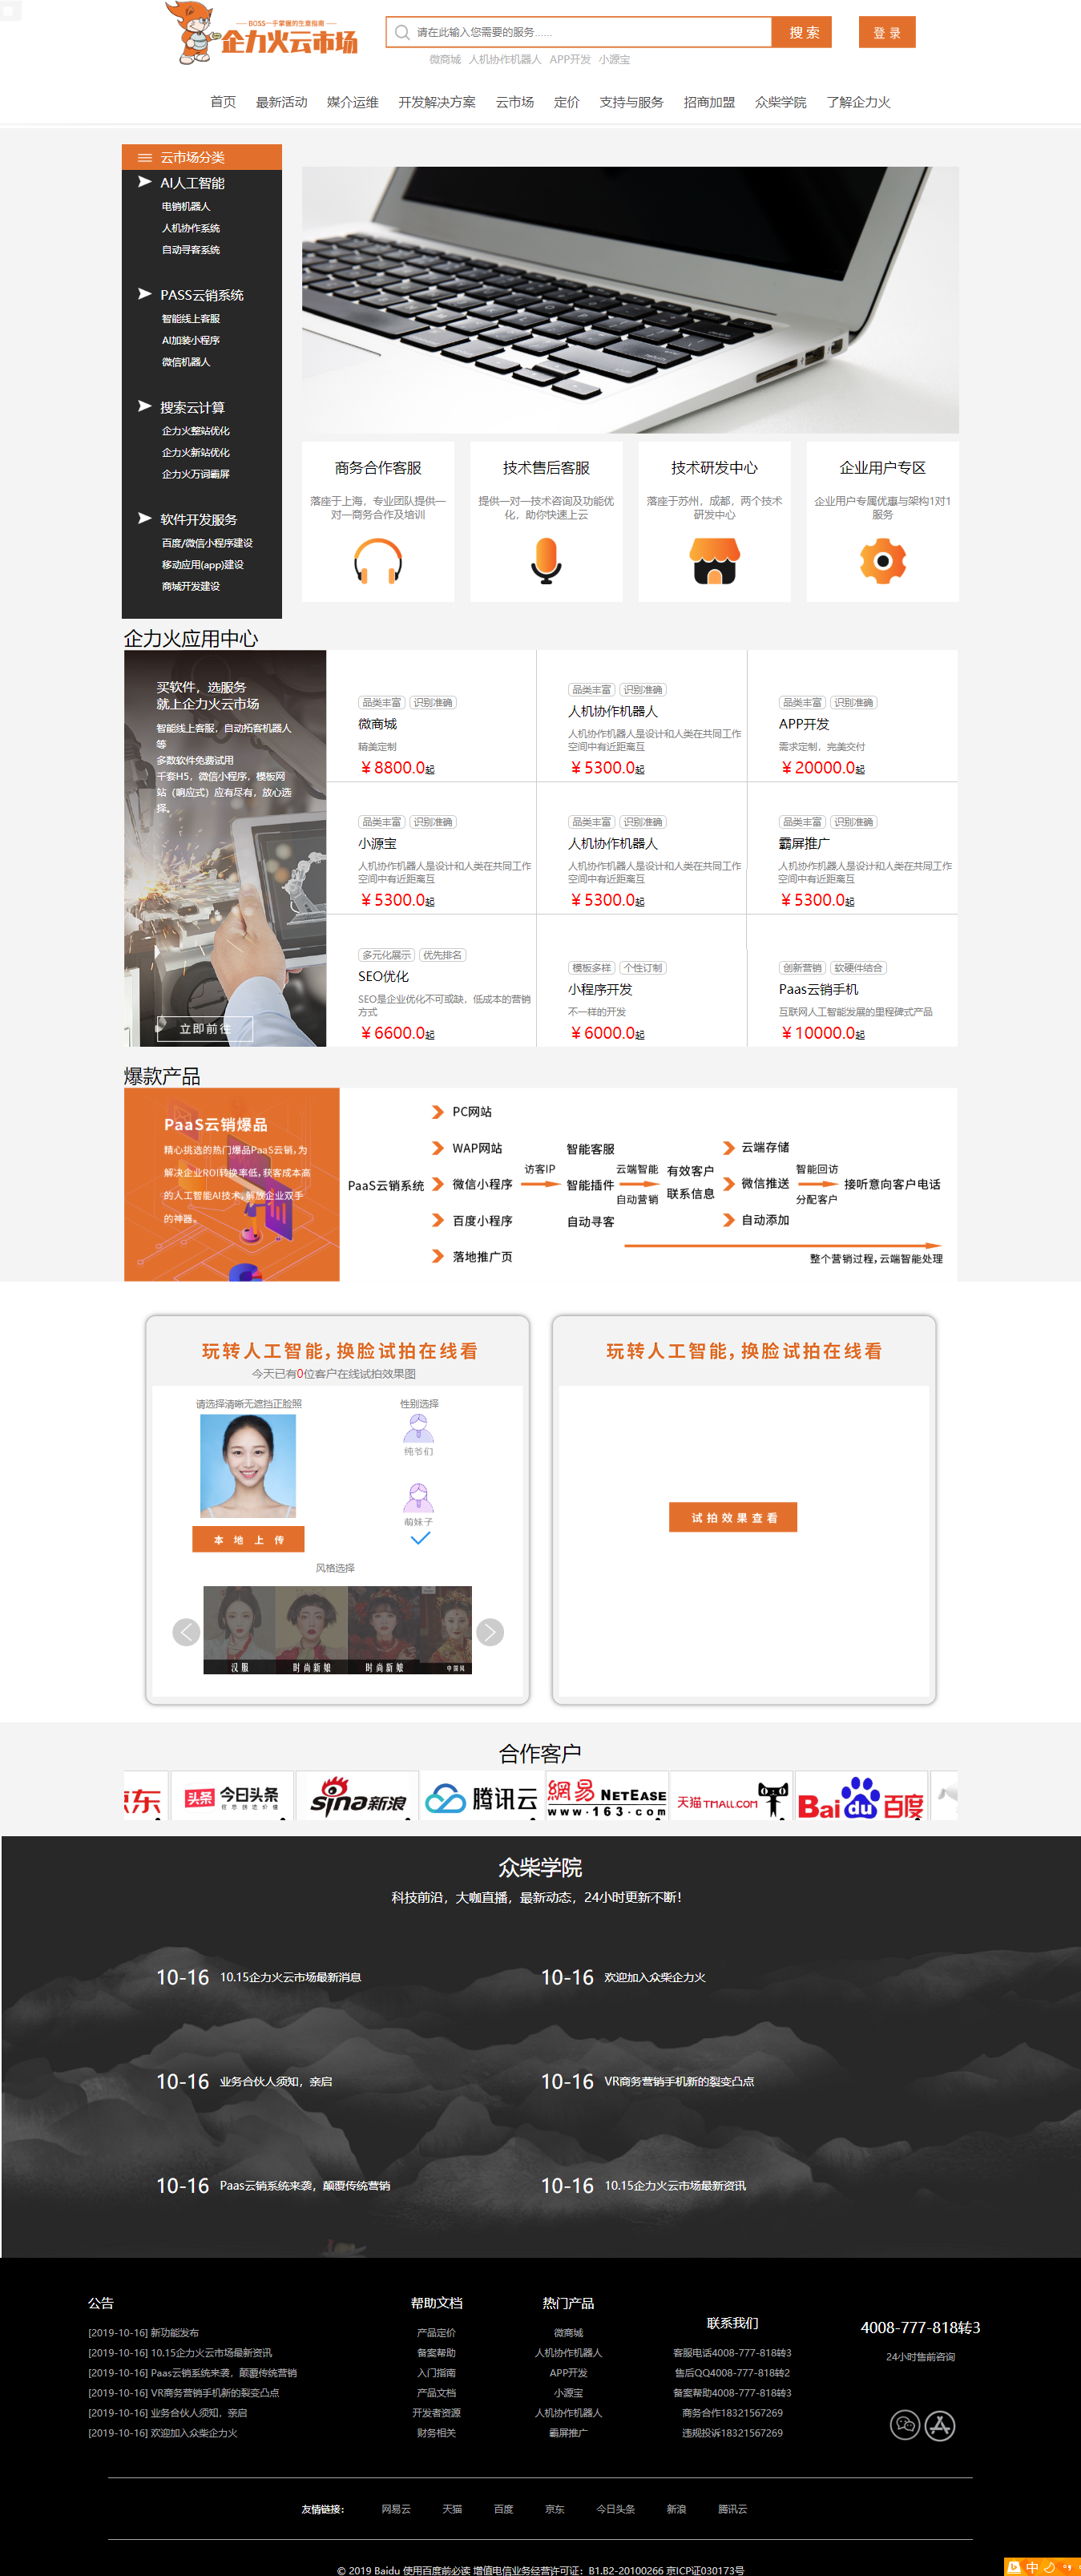 BOSS一手掌握的生意指南
企力火云市场
请在此输入您需要的服务......
搜 索
登 录
微商城 人机协作机器人 APP开发 小源宝
首页 最新活动 媒介运维 开发解决方案 云市场 定价 支持与服务 招商加盟 众柴学院 了解企力火
云市场分类
AI人工智能
电销机器人
人机协作系统
自动寻客系统
PASS云销系统
智能线上客服
AI加装小程序
微信机器人
搜索云计算
企力火整站优化
企力火新站优化
企力火万词霸屏
软件开发服务
百度/微信小程序建设
移动应用(app)建设
商城开发建设
商务合作客服
落座于上海，专业团队提供一
对一商务合作及培训
技术售后客服
提供一对一技术咨询及功能优
化，助你快速上云
技术研发中心
落座于苏州，成都，两个技术
研发中心
企业用户专区
企业用户专属优惠与架构1对1
服务
企力火应用中心
买软件，选服务
就上企力火云市场
智能线上客服，自动拓客机器人
等
多数软件免费试用
千套H5，微信小程序，模板网
站（响应式）应有尽有，放心选
择。
立即前往
品类丰富 识别准确
微商城
精美定制
￥8800.0起
品类丰富 识别准确
人机协作机器人
人机协作机器人是设计和人类在共同工作
空间中有近距离互
￥5300.0起
品类丰富 识别准确
APP开发
需求定制，完美交付
￥20000.0起
品类丰富 识别准确
小源宝
人机协作机器人是设计和人类在共同工作
空间中有近距离互
￥5300.0起
品类丰富 识别准确
人机协作机器人
人机协作机器人是设计和人类在共同工作
空间中有近距离互
￥5300.0起
品类丰富 识别准确
霸屏推广
人机协作机器人是设计和人类在共同工作
空间中有近距离互
￥5300.0起
多元化展示 优先排名
SEO优化
SEO是企业优化不可或缺，低成本的营销
方式
￥6600.0起
模板多样 个性订制
小程序开发
不一样的开发
￥6000.0起
创新营销 软硬件结合
Paas云销手机
互联网人工智能发展的里程碑式产品
￥10000.0起
爆款产品
PaaS云销爆品
精心挑选的热门爆品PaaS云销,为
解决企业ROI转换率低,获客成本高
的人工智能AI技术,解放企业双手
的神器。
PaaS云销系统
PC网站
WAP网站
微信小程序
百度小程序
落地推广页
访客IP
智能客服
智能插件
自动寻客
云端智能
自动营销
有效客户
联系信息
云端存储
微信推送
自动添加
智能回访
分配客户
接听意向客户电话
整个营销过程,云端智能处理
玩转人工智能,换脸试拍在线看
今天已有0位客户在线试拍效果图
请选择清晰无遮挡正脸照
性别选择
纯爷们
萌妹子
本 地 上 传
风格选择
汉服 时尚新娘 时尚新娘 中国风
玩转人工智能,换脸试拍在线看
试拍效果查看
合作客户
京东
头条 今日头条
sina新浪
腾讯云
網易 NETEASE
www.163.com
天猫 TMALL.COM
Bai du 百度
众柴学院
科技前沿，大咖直播，最新动态，24小时更新不断！
10-16 10.15企力火云市场最新消息
10-16 欢迎加入众柴企力火
10-16 业务合伙人须知，亲启
10-16 VR商务营销手机新的裂变凸点
10-16 Paas云销系统来袭，颠覆传统营销
10-16 10.15企力火云市场最新资讯
公告
[2019-10-16] 新功能发布
[2019-10-16] 10.15企力火云市场最新资讯
[2019-10-16] Paas云销系统来袭，颠覆传统营销
[2019-10-16] VR商务营销手机新的裂变凸点
[2019-10-16] 业务合伙人须知，亲启
[2019-10-16] 欢迎加入众柴企力火
帮助文档
产品定价
备案帮助
入门指南
产品文档
开发者资源
财务相关
热门产品
微商城
人机协作机器人
APP开发
小源宝
人机协作机器人
霸屏推广
联系我们
客服电话4008-777-818转3
售后QQ4008-777-818转2
备案帮助4008-777-818转3
商务合作18321567269
违规投诉18321567269
4008-777-818转3
24小时售前咨询
友情链接： 网易云 天猫 百度 京东 今日头条 新浪 腾讯云
© 2019 Baidu 使用百度前必读 增值电信业务经营许可证：B1.B2-20100266 京ICP证030173号
中